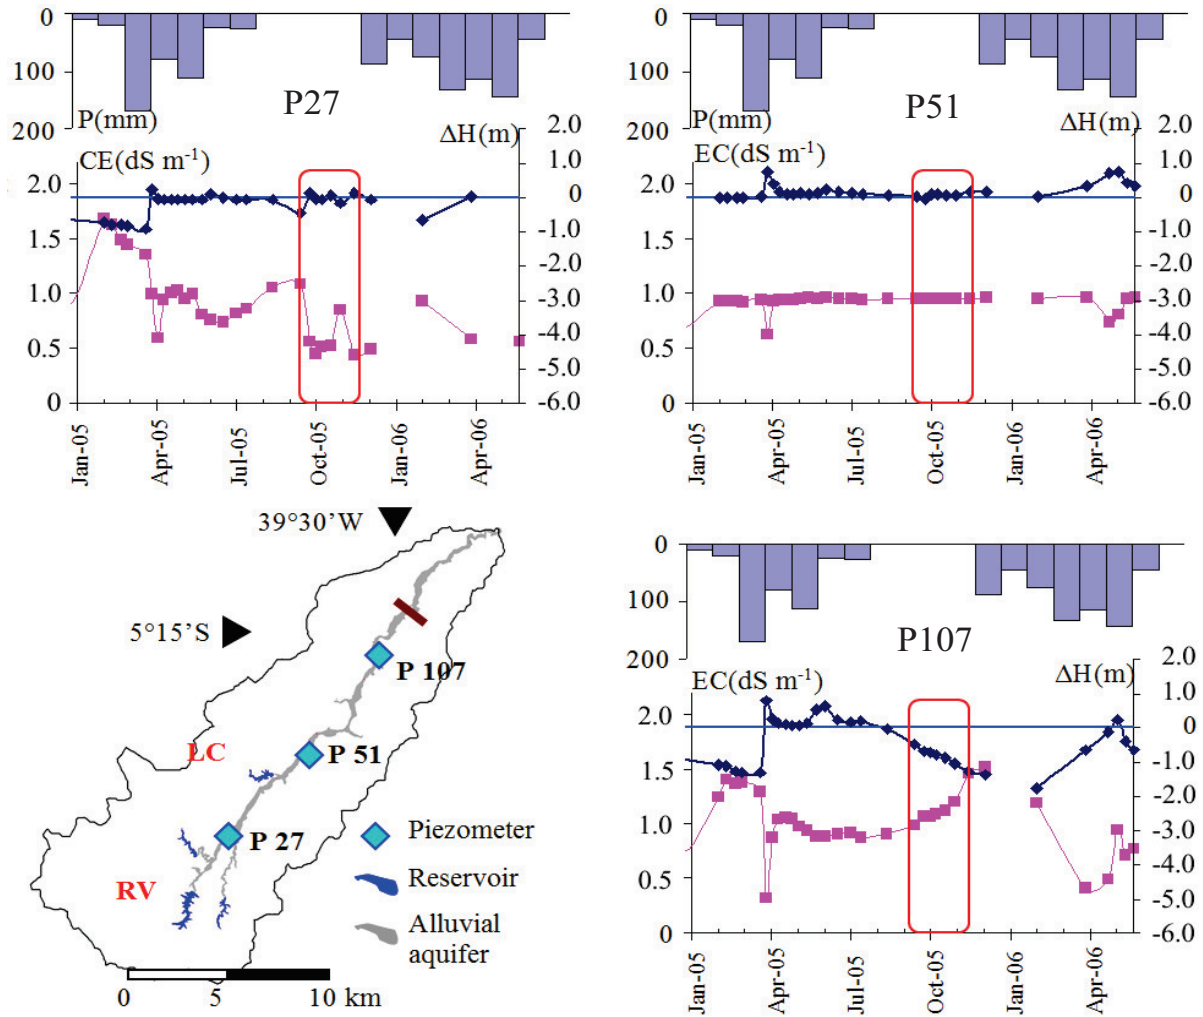 0
100
200
P(mm)
P27
ΔH(m)
CE(dS m-1)
2.0
1.5
1.0
0.5
0
2.0
1.0
0
-1.0
-2.0
-3.0
-4.0
-5.0
-6.0
Jan-05
Apr-05
Jul-05
Oct-05
Jan-06
Apr-06
0
100
200
P(mm)
P51
ΔH(m)
EC(dS m-1)
2.0
1.5
1.0
0.5
0
2.0
1.0
0
-1.0
-2.0
-3.0
-4.0
-5.0
-6.0
Jan-05
Apr-05
Jul-05
Oct-05
Jan-06
Apr-06
39°30'W
5°15'S
P 107
LC
P 51
P 27
RV
Piezometer
Reservoir
Alluvial
aquifer
0 5 10 km
0
100
200
P107
EC(dS m-1)
ΔH(m)
2.0
1.5
1.0
0.5
0
2.0
1.0
0
-1.0
-2.0
-3.0
-4.0
-5.0
-6.0
Jan-05
Apr-05
Jul-05
Oct-05
Jan-06
Apr-06